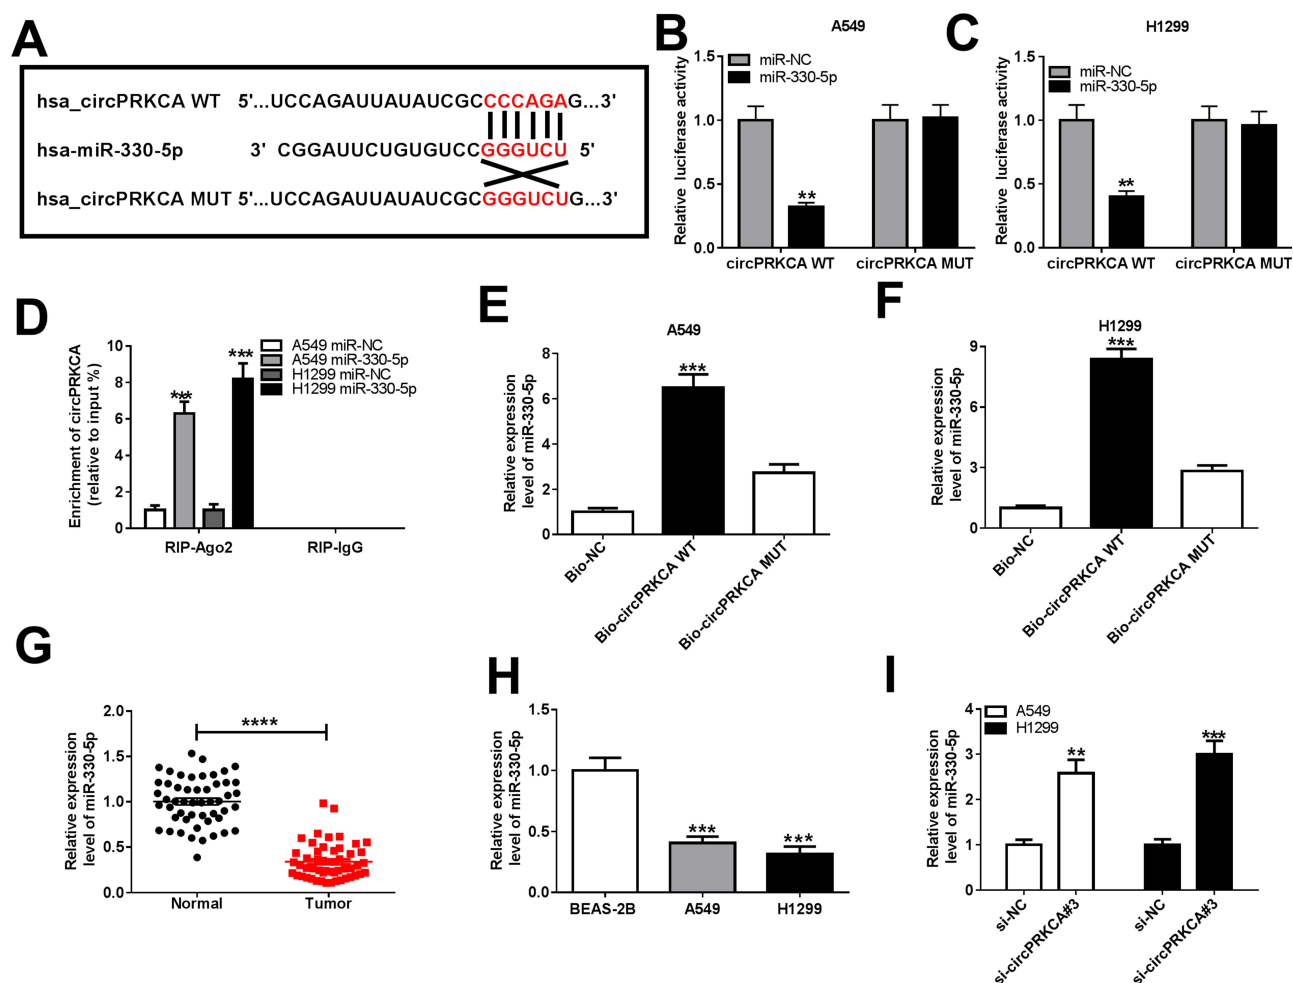 A
hsa_circPRKCA WT 5'...UCCAGAUUAUAUCGCCCCAGAG...3'
hsa-miR-330-5p 3' CGGAUUCUGUGUCCGGGUCU 5'
hsa_circPRKCA MUT 5'...UCCAGAUUAUAUCGCGGGUCUG...3'
B
A549
Relative luciferase activity
1.5
1.0
0.5
0.0
miR-NC
miR-330-5p
**
circPRKCA WT
circPRKCA MUT
C
H1299
Relative luciferase activity
1.5
1.0
0.5
0.0
miR-NC
miR-330-5p
**
circPRKCA WT
circPRKCA MUT
D
Enrichment of circPRKCA
(relative to input %)
10
8
6
4
2
0
***
***
A549 miR-NC
A549 miR-330-5p
H1299 miR-NC
H1299 miR-330-5p
RIP-Ago2
RIP-IgG
E
A549
Relative expression
level of miR-330-5p
8
6
4
2
0
***
Bio-NC
Bio-circPRKCA WT
Bio-circPRKCA MUT
F
H1299
Relative expression
level of miR-330-5p
9
6
3
0
***
Bio-NC
Bio-circPRKCA WT
Bio-circPRKCA MUT
G
Relative expression
level of miR-330-5p
2.0
1.5
1.0
0.5
0.0
****
Normal
Tumor
H
Relative expression
level of miR-330-5p
1.5
1.0
0.5
0.0
***
***
BEAS-2B
A549
H1299
I
Relative expression
level of miR-330-5p
4
3
2
1
0
A549
H1299
**
***
si-NC
si-circPRKCA#3
si-NC
si-circPRKCA#3